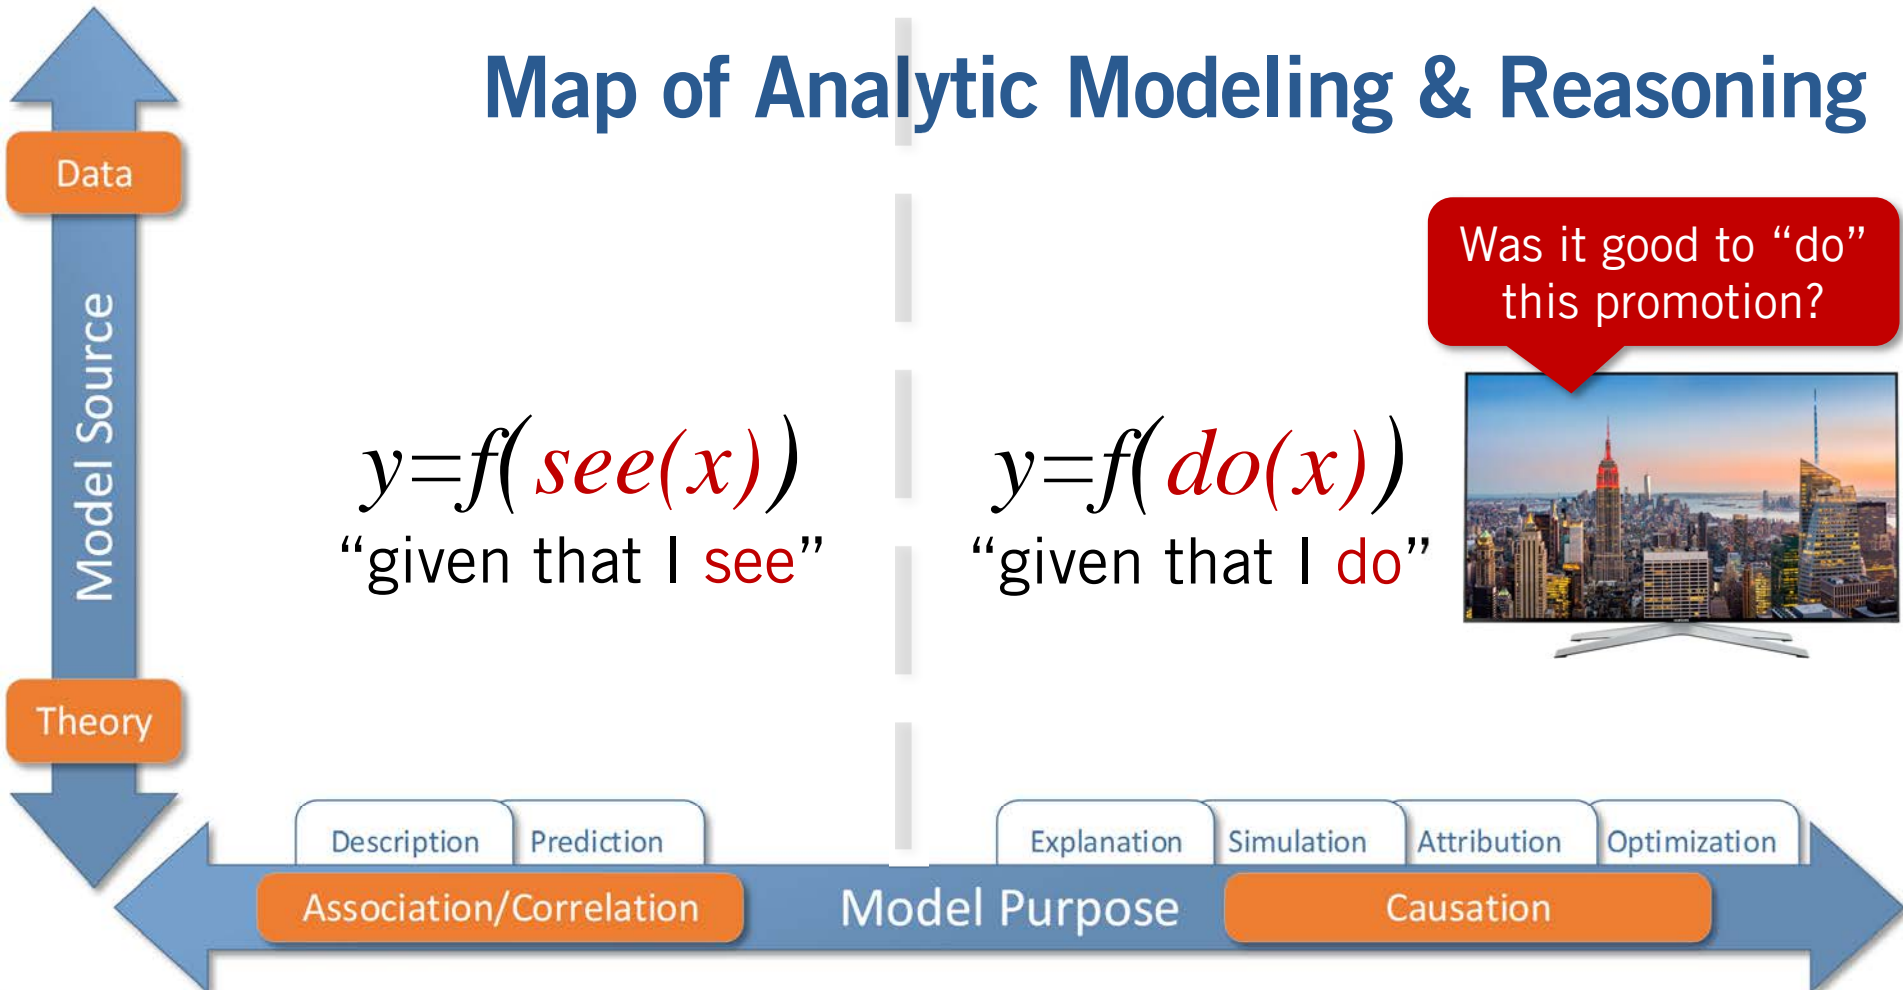 Map of Analytic Modeling & Reasoning
Data
Model Source
Theory
Was it good to “do”
this promotion?
y=f(see(x))
“given that I see”
y=f(do(x))
“given that I do”
Description
Prediction
Explanation
Simulation
Attribution
Optimization
Association/Correlation
Model Purpose
Causation